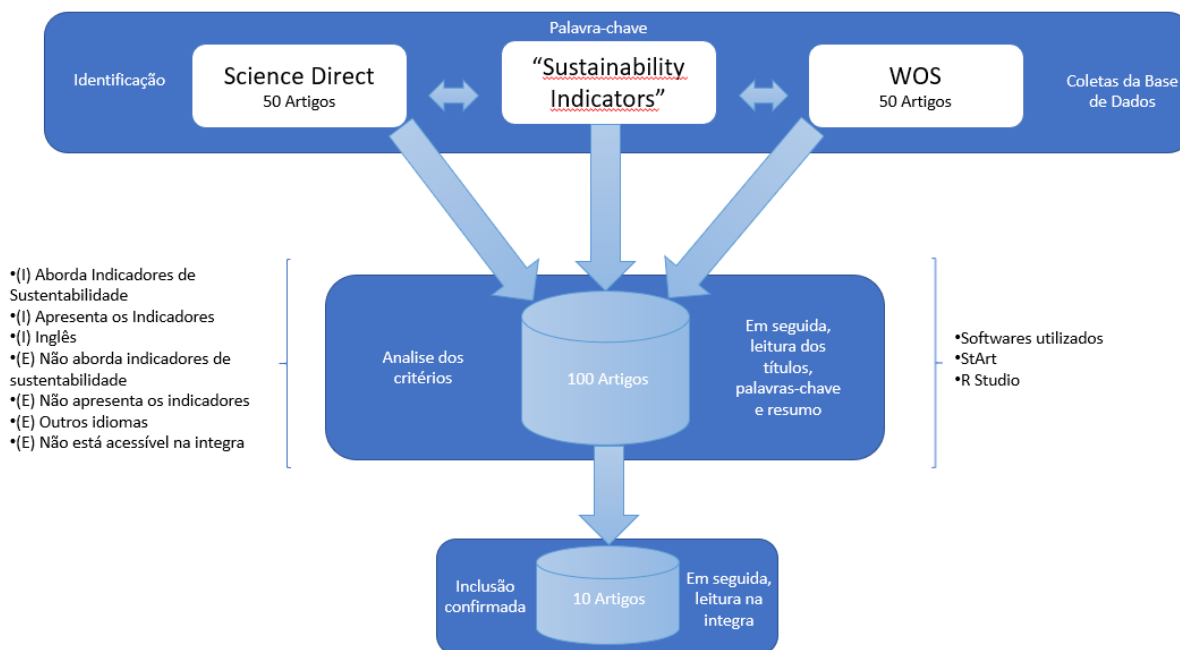 Palavra-chave
Identificação
Science Direct
50 Artigos
“Sustainability
Indicators”
WOS
50 Artigos
Coletas da Base
de Dados
•(I) Aborda Indicadores de
Sustentabilidade
•(I) Apresenta os Indicadores
•(I) Inglês
•(E) Não aborda indicadores de
sustentabilidade
•(E) Não apresenta os indicadores
•(E) Outros idiomas
•(E) Não está acessível na integra
Analise dos
critérios
100 Artigos
Em seguida,
leitura dos
títulos,
palavras-chave
e resumo
•Softwares utilizados
•StArt
•R Studio
Inclusão
confirmada
10 Artigos
Em seguida,
leitura na
integra